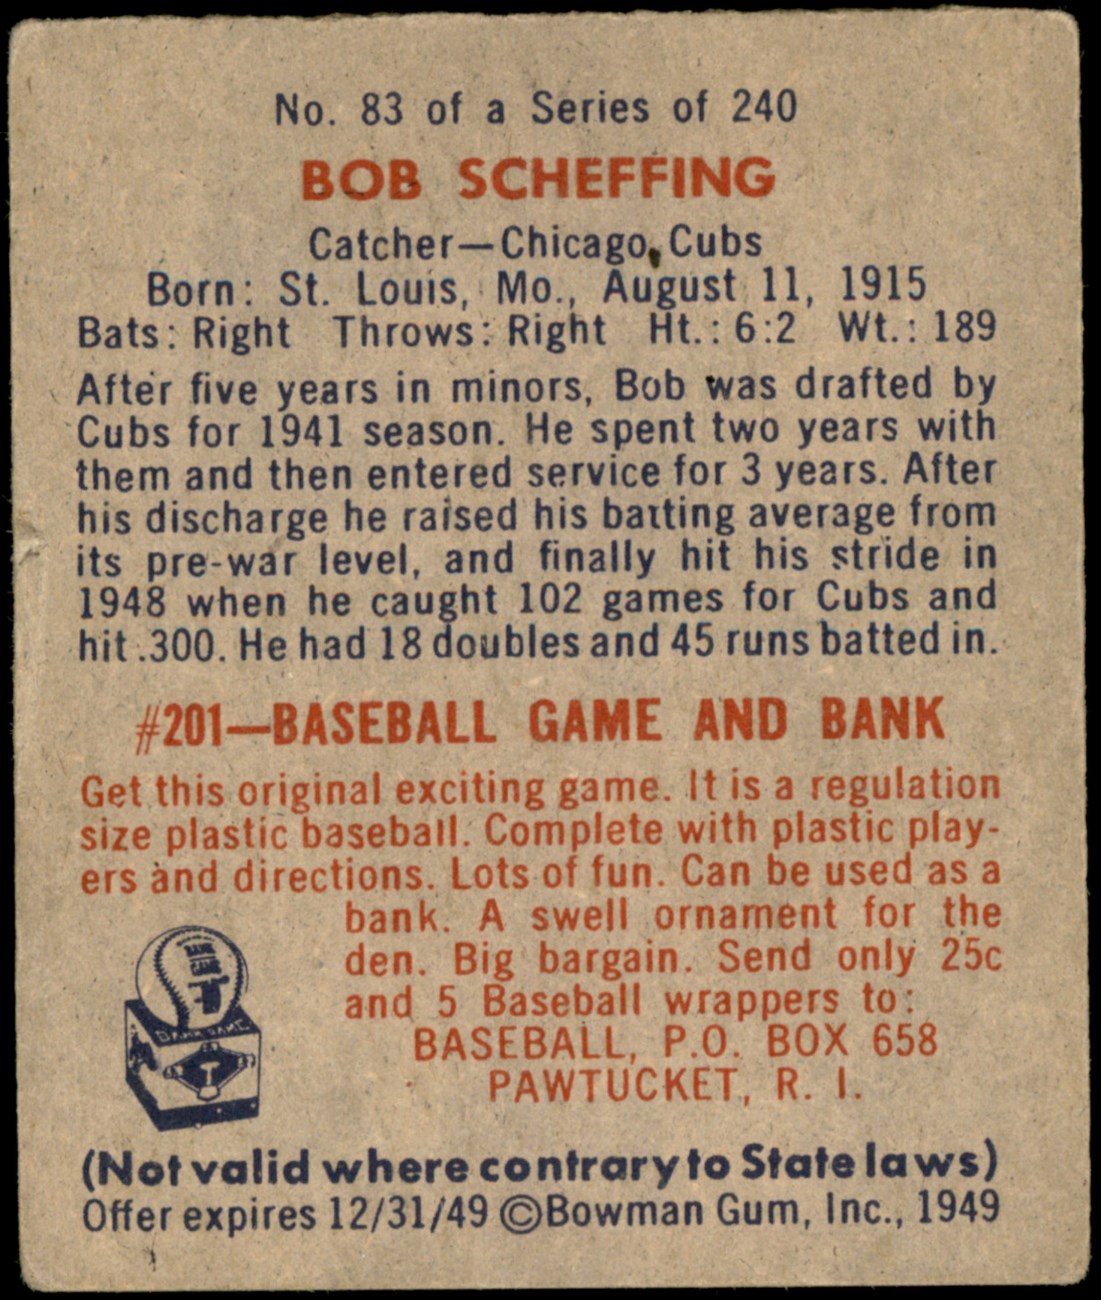 No. 83 of a Series of 240
BOB SCHEFFING
Catcher—Chicago Cubs
Born: St. Louis, Mo., August 11, 1915
Bats: Right Throws: Right Ht.: 6:2 Wt.: 189
After five years in minors, Bob was drafted by
Cubs for 1941 season. He spent two years with
them and then entered service for 3 years. After
his discharge he raised his batting average from
its pre-war level, and finally hit his stride in
1948 when he caught 102 games for Cubs and
hit .300. He had 18 doubles and 45 runs batted in.
#201—BASEBALL GAME AND BANK
Get this original exciting game. It is a regulation
size plastic baseball. Complete with plastic play-
ers and directions. Lots of fun. Can be used as a
bank. A swell ornament for the
den. Big bargain. Send only 25c
and 5 Baseball wrappers to:
BASEBALL, P.O. BOX 658
PAWTUCKET, R. I.
(Not valid where contrary to State laws)
Offer expires 12/31/49 ©Bowman Gum, Inc., 1949